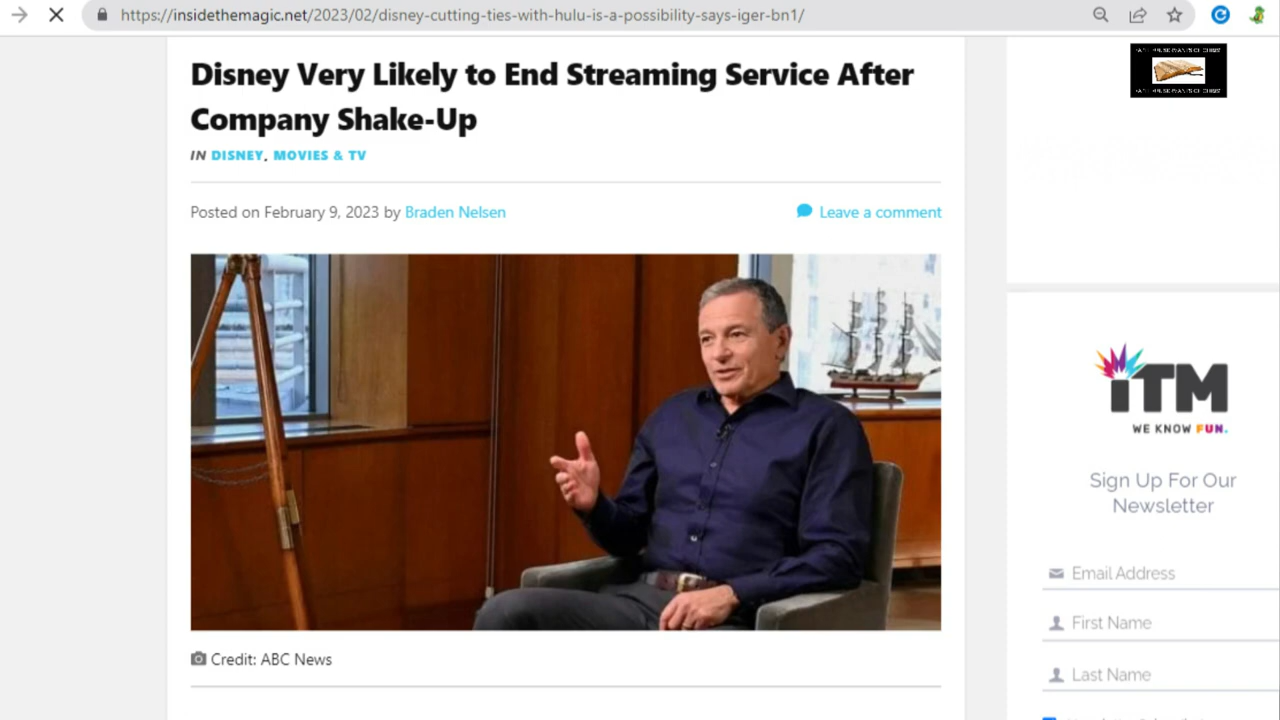 https://insidethemagic.net/2023/02/disney-cutting-ties-with-hulu-is-a-possibility-says-iger-bn1/
Disney Very Likely to End Streaming Service After
Company Shake-Up
IN DISNEY, MOVIES & TV
Posted on February 9, 2023 by Braden Nelsen
Leave a comment
Credit: ABC News
iTM
WE KNOW FUN.
Sign Up For Our
Newsletter
Email Address
First Name
Last Name